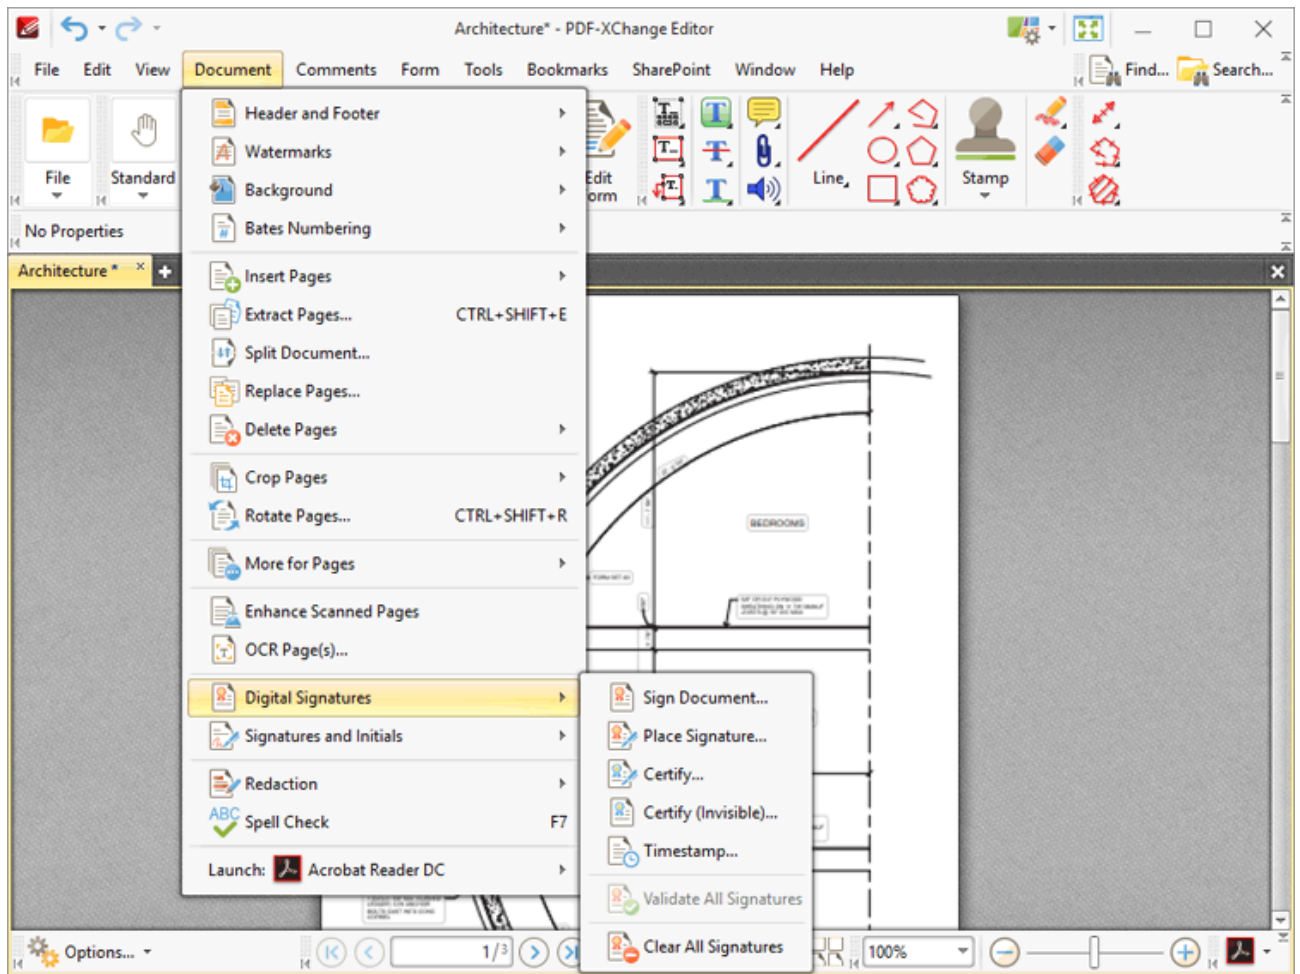 Architecture* - PDF-XChange Editor
File Edit View Document Comments Form Tools Bookmarks SharePoint Window Help Find... Search...
File
Standard
Edit
orm
Line
Stamp
No Properties
Architecture *
Header and Footer
Watermarks
Background
Bates Numbering
Insert Pages
Extract Pages... CTRL+SHIFT+E
Split Document...
Replace Pages...
Delete Pages
Crop Pages
Rotate Pages... CTRL+SHIFT+R
More for Pages
Enhance Scanned Pages
OCR Page(s)...
Digital Signatures
Signatures and Initials
Redaction
ABC
Spell Check F7
Launch: Acrobat Reader DC
Sign Document...
Place Signature...
Certify...
Certify (Invisible)...
Timestamp...
Validate All Signatures
Clear All Signatures
BEDROOMS
Options...
1/3
100%